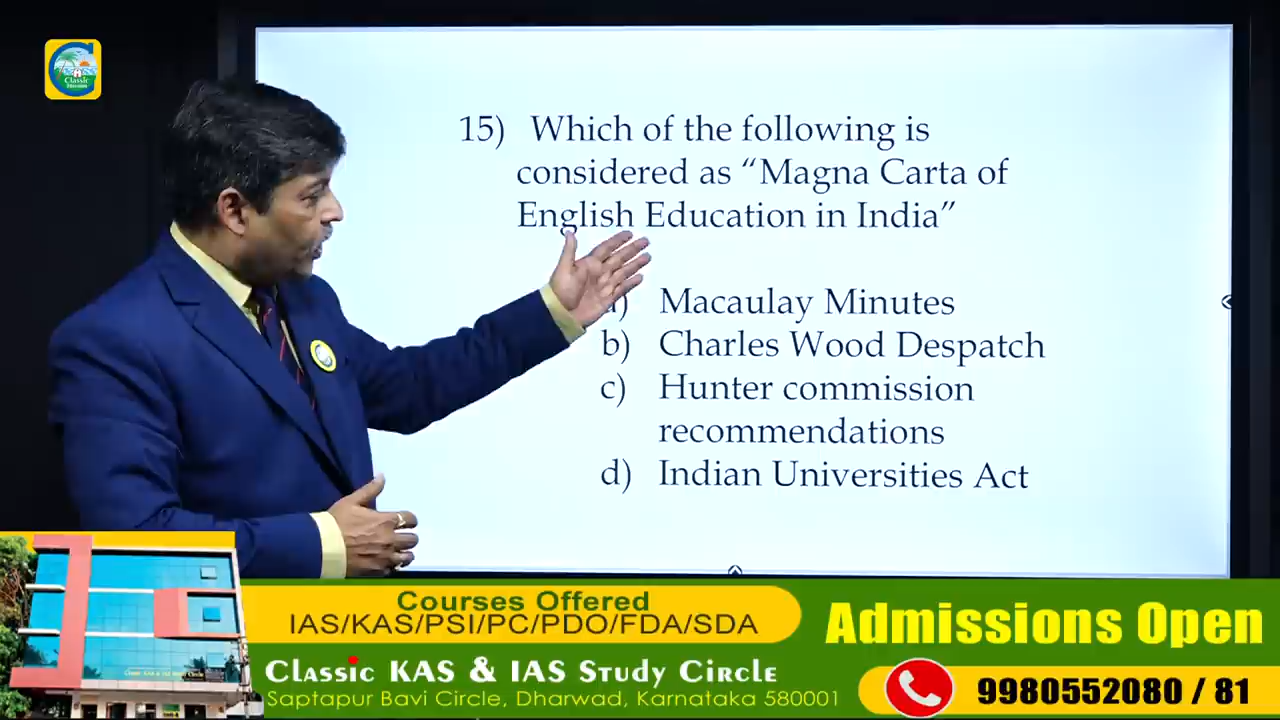 Classic
15) Which of the following is
considered as “Magna Carta of
English Education in India”
a) Macaulay Minutes
b) Charles Wood Despatch
c) Hunter commission
recommendations
d) Indian Universities Act
Courses Offered
IAS/KAS/PSI/PC/PDO/FDA/SDA
Classic KAS & IAS Study Circle
Saptapur Bavi Circle, Dharwad, Karnataka 580001
Admissions Open
9980552080 / 81